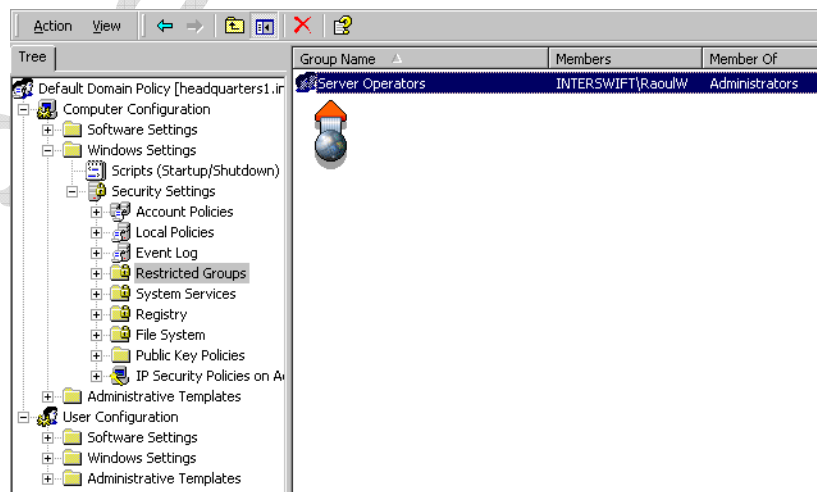 Action View
Tree
Group Name Members Member Of
Server Operators INTERSWIFT\RaoulW Administrators
Default Domain Policy [headquarters1.in
Computer Configuration
Software Settings
Windows Settings
Scripts (Startup/Shutdown)
Security Settings
Account Policies
Local Policies
Event Log
Restricted Groups
System Services
Registry
File System
Public Key Policies
IP Security Policies on A
Administrative Templates
User Configuration
Software Settings
Windows Settings
Administrative Templates